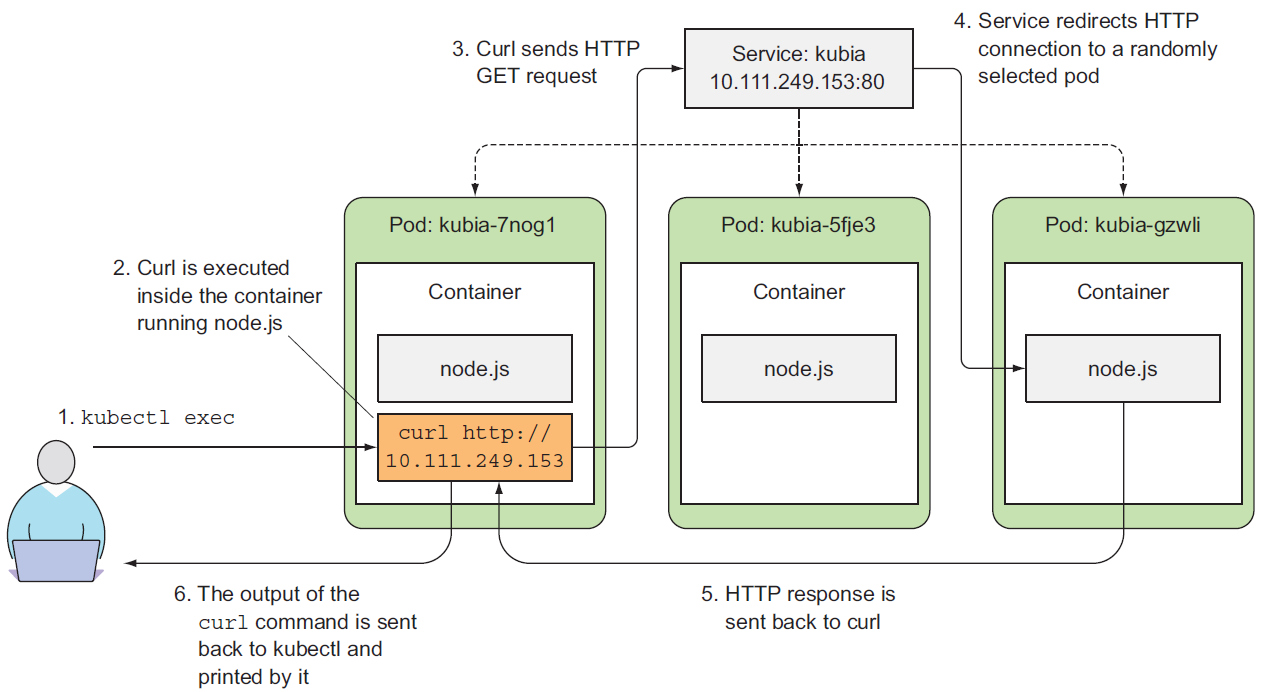 3. Curl sends HTTP
GET request
Service: kubia
10.111.249.153:80
4. Service redirects HTTP
connection to a randomly
selected pod
Pod: kubia-7nog1
Pod: kubia-5fje3
Pod: kubia-gzwli
2. Curl is executed
inside the container
running node.js
Container
Container
Container
node.js
node.js
node.js
1. kubectl exec
curl http://
10.111.249.153
6. The output of the
curl command is sent
back to kubectl and
printed by it
5. HTTP response is
sent back to curl